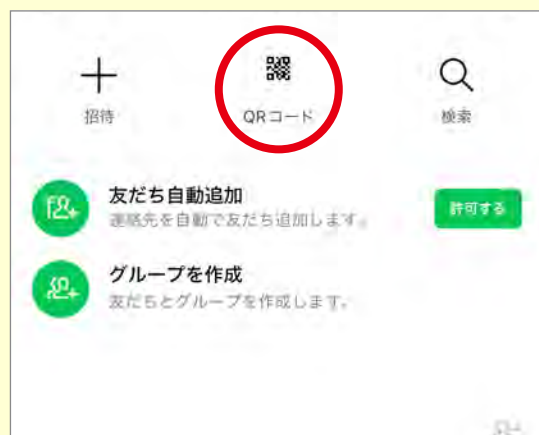 招待
QRコード
検索
友だち自動追加
連絡先を自動で友だち追加します。
許可する
グループを作成
友だちとグループを作成します。